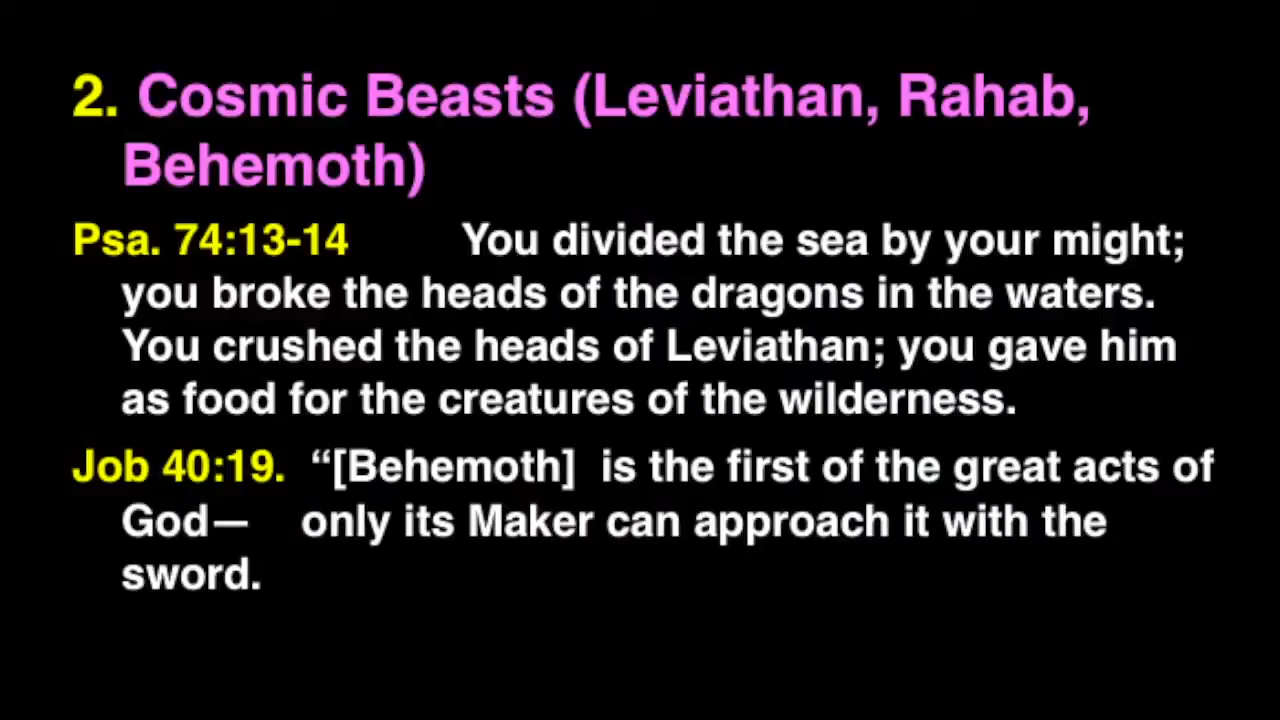 2. Cosmic Beasts (Leviathan, Rahab,
Behemoth)
Psa. 74:13-14 You divided the sea by your might;
you broke the heads of the dragons in the waters.
You crushed the heads of Leviathan; you gave him
as food for the creatures of the wilderness.
Job 40:19. “[Behemoth] is the first of the great acts of
God— only its Maker can approach it with the
sword.